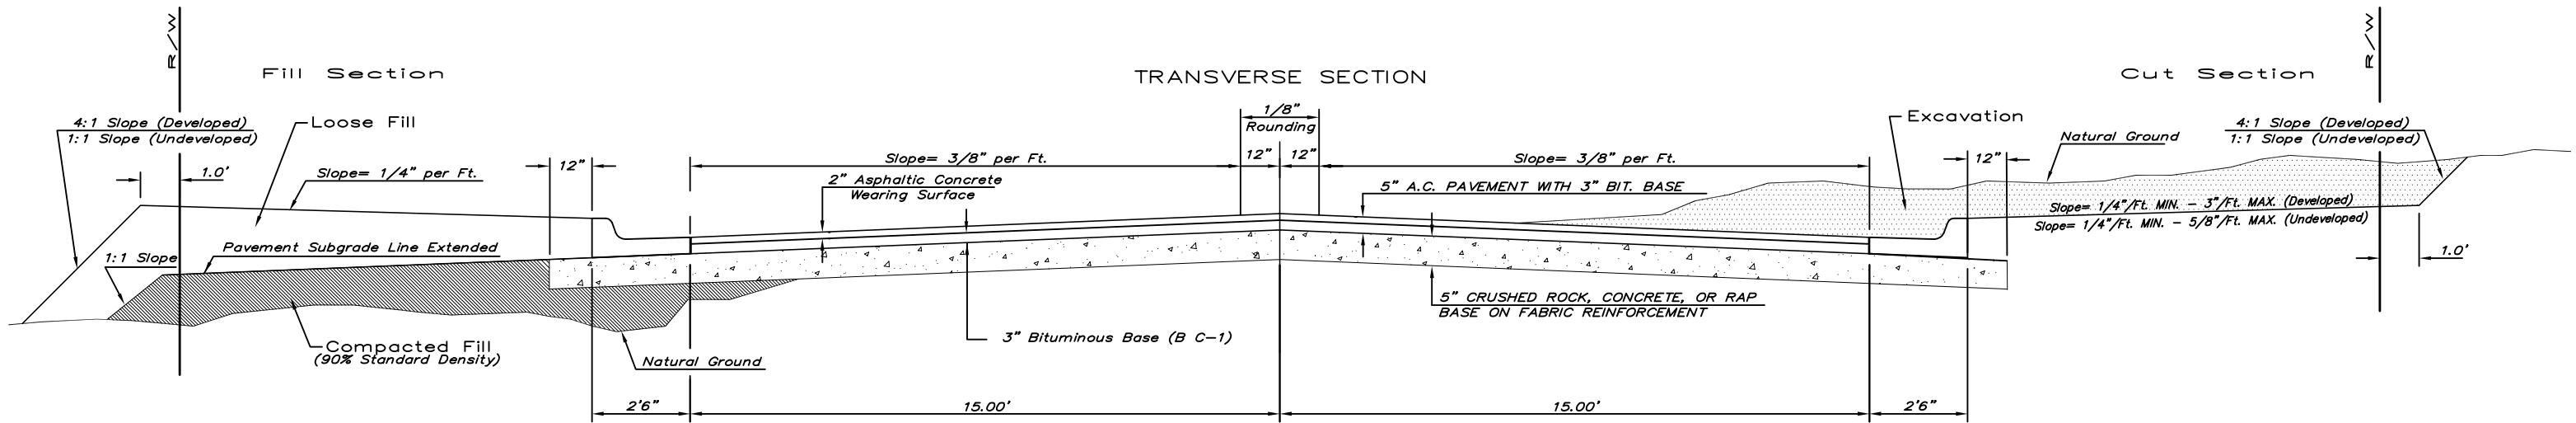 R/W
R/W
Fill Section
TRANSVERSE SECTION
Cut Section
4:1 Slope (Developed)
1:1 Slope (Undeveloped)
Loose Fill
1/8"
Rounding
Excavation
4:1 Slope (Developed)
1:1 Slope (Undeveloped)
Natural Ground
1.0'
Slope= 1/4" per Ft.
12"
Slope= 3/8" per Ft.
12"
12"
Slope= 3/8" per Ft.
12"
2" Asphaltic Concrete
Wearing Surface
5" A.C. PAVEMENT WITH 3" BIT. BASE
Slope= 1/4"/Ft. MIN. - 3"/Ft. MAX. (Developed)
Slope= 1/4"/Ft. MIN. - 5/8"/Ft. MAX. (Undeveloped)
Pavement Subgrade Line Extended
1:1 Slope
1.0'
5" CRUSHED ROCK, CONCRETE, OR RAP
BASE ON FABRIC REINFORCEMENT
3" Bituminous Base (B C-1)
Compacted Fill
(90% Standard Density)
Natural Ground
2'6"
15.00'
15.00'
2'6"